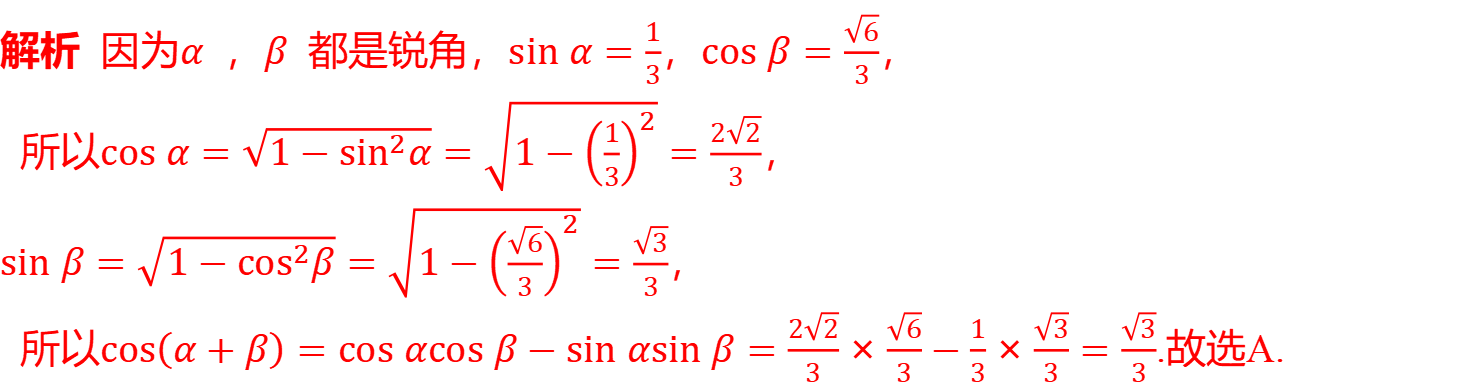 解析 因为α ，β 都是锐角，sin α = 1/3，cos β = √6/3，
所以cos α = √(1 − sin²α) = √(1 − (1/3)²) = 2√2/3，
sin β = √(1 − cos²β) = √(1 − (√6/3)²) = √3/3，
所以cos(α + β) = cos αcos β − sin αsin β = 2√2/3 × √6/3 − 1/3 × √3/3 = √3/3.故选A.